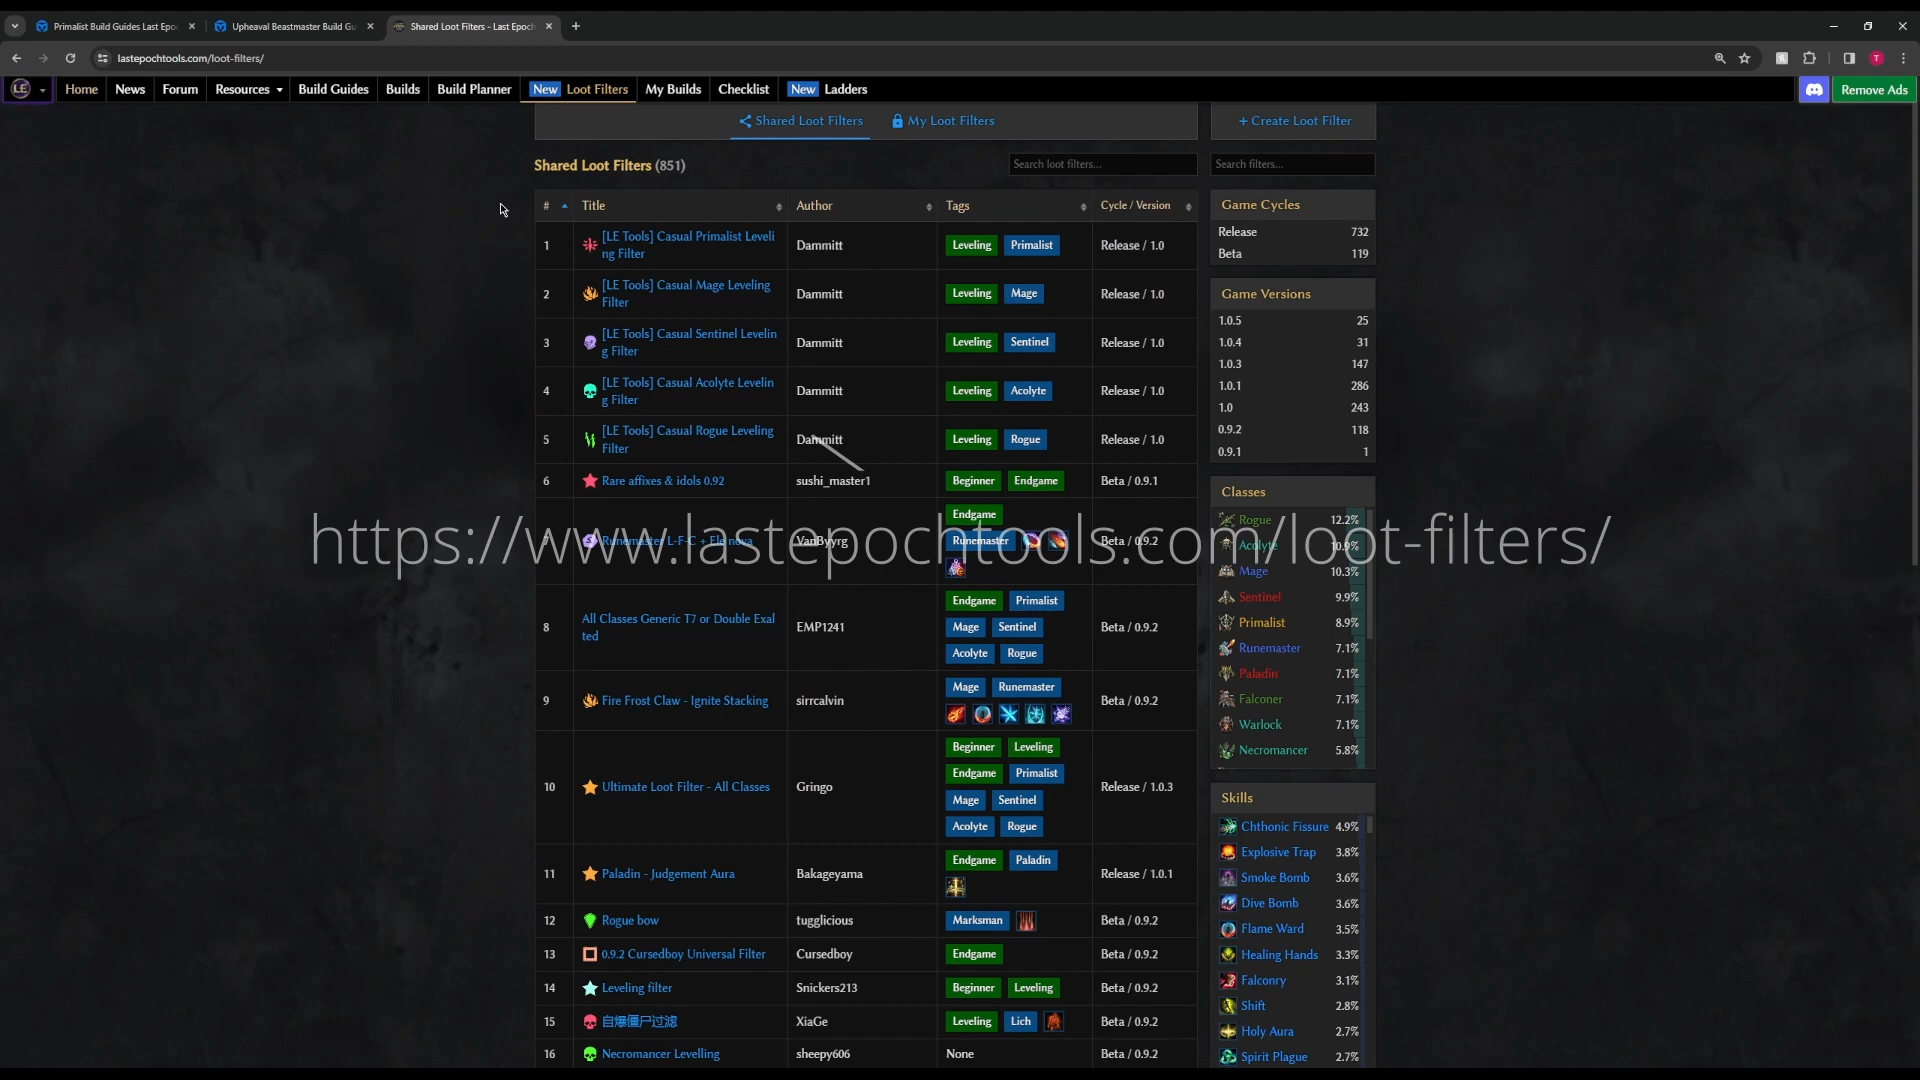 Primalist Build Guides Last Epo
Upheaval Beastmaster Build Gu
Shared Loot Filters - Last Epoch
lastepochtools.com/loot-filters/
T
LE
Home
News
Forum
Resources
Build Guides
Builds
Build Planner
New Loot Filters
My Builds
Checklist
New Ladders
Remove Ads
Shared Loot Filters
My Loot Filters
+ Create Loot Filter
Shared Loot Filters (851)
Search loot filters...
Search filters...
# Title Author Tags Cycle / Version
1 [LE Tools] Casual Primalist Leveli
ng Filter
Dammitt Leveling Primalist Release / 1.0
2 [LE Tools] Casual Mage Leveling
Filter
Dammitt Leveling Mage Release / 1.0
3 [LE Tools] Casual Sentinel Levelin
g Filter
Dammitt Leveling Sentinel Release / 1.0
4 [LE Tools] Casual Acolyte Levelin
g Filter
Dammitt Leveling Acolyte Release / 1.0
5 [LE Tools] Casual Rogue Leveling
Filter
Dammitt Leveling Rogue Release / 1.0
6 Rare affixes & idols 0.92 sushi_master1 Beginner Endgame Beta / 0.9.1
7 Runemaster L-F-C + Ele nova VanByyrg
Endgame
Runemaster
Beta / 0.9.2
8 All Classes Generic T7 or Double Exal
ted
EMP1241
Endgame Primalist
Mage Sentinel
Acolyte Rogue
Beta / 0.9.2
9 Fire Frost Claw - Ignite Stacking sirrcalvin
Mage Runemaster
Beta / 0.9.2
10 Ultimate Loot Filter - All Classes Gringo
Beginner Leveling
Endgame Primalist
Mage Sentinel
Acolyte Rogue
Release / 1.0.3
11 Paladin - Judgement Aura Bakageyama
Endgame Paladin
Release / 1.0.1
12 Rogue bow tugglicious Marksman Beta / 0.9.2
13 0.9.2 Cursedboy Universal Filter Cursedboy Endgame Beta / 0.9.2
14 Leveling filter Snickers213 Beginner Leveling Beta / 0.9.2
15 自爆僵尸过滤 XiaGe Leveling Lich Beta / 0.9.2
16 Necromancer Levelling sheepy606 None Beta / 0.9.2
Game Cycles
Release 732
Beta 119
Game Versions
1.0.5 25
1.0.4 31
1.0.3 147
1.0.1 286
1.0 243
0.9.2 118
0.9.1 1
Classes
Rogue 12.2%
Acolyte 10.9%
Mage 10.3%
Sentinel 9.9%
Primalist 8.9%
Runemaster 7.1%
Paladin 7.1%
Falconer 7.1%
Warlock 7.1%
Necromancer 5.8%
Skills
Chthonic Fissure 4.9%
Explosive Trap 3.8%
Smoke Bomb 3.6%
Dive Bomb 3.6%
Flame Ward 3.5%
Healing Hands 3.3%
Falconry 3.1%
Shift 2.8%
Holy Aura 2.7%
Spirit Plague 2.7%
https://www.lastepochtools.com/loot-filters/